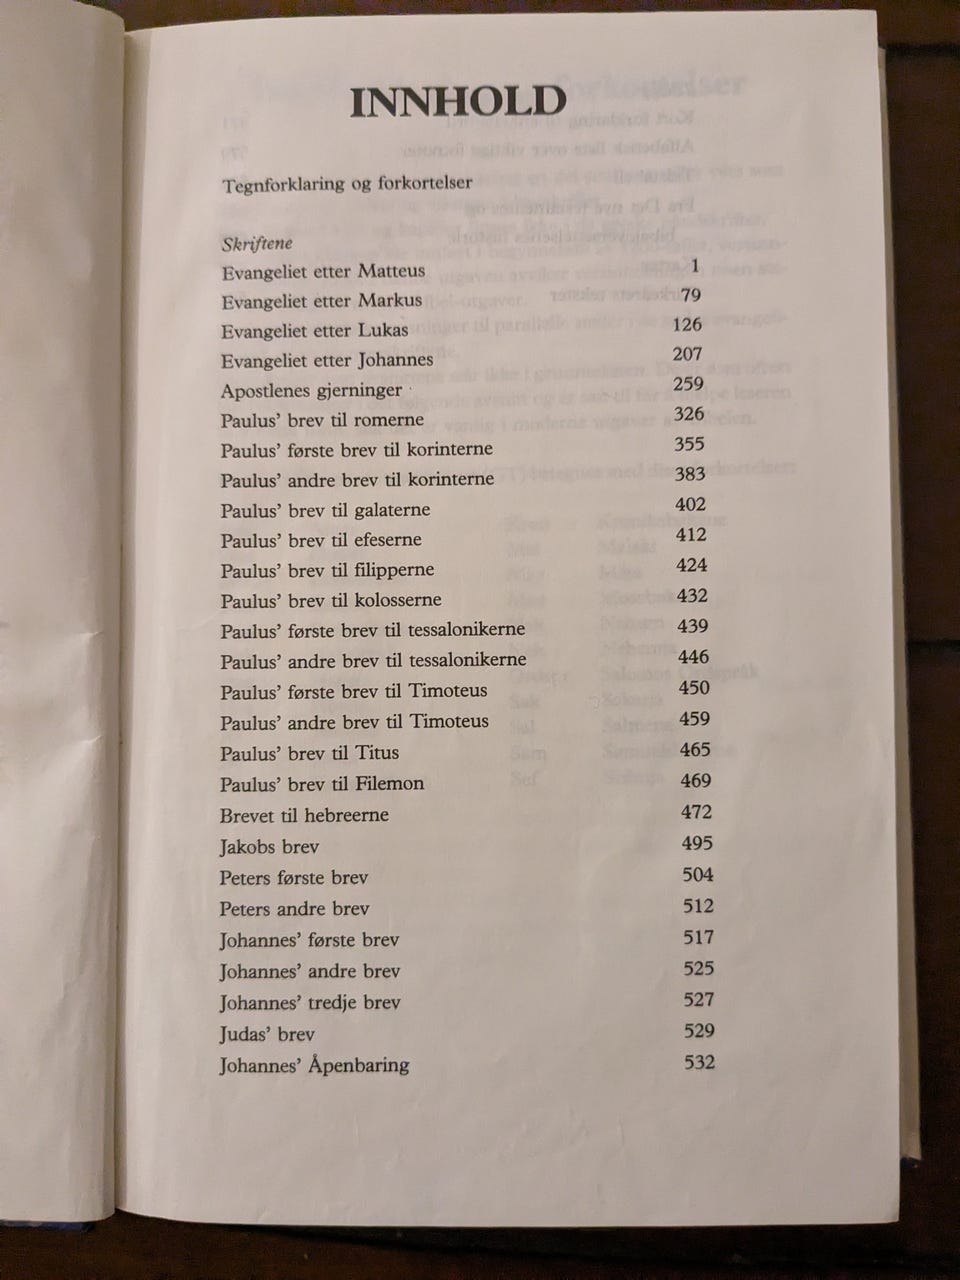 INNHOLD
Tegnforklaring og forkortelser
Skriftene
Evangeliet etter Matteus 1
Evangeliet etter Markus 79
Evangeliet etter Lukas 126
Evangeliet etter Johannes 207
Apostlenes gjerninger 259
Paulus’ brev til romerne 326
Paulus’ første brev til korinterne 355
Paulus’ andre brev til korinterne 383
Paulus’ brev til galaterne 402
Paulus’ brev til efeserne 412
Paulus’ brev til filipperne 424
Paulus’ brev til kolosserne 432
Paulus’ første brev til tessalonikerne 439
Paulus’ andre brev til tessalonikerne 446
Paulus’ første brev til Timoteus 450
Paulus’ andre brev til Timoteus 459
Paulus’ brev til Titus 465
Paulus’ brev til Filemon 469
Brevet til hebreerne 472
Jakobs brev 495
Peters første brev 504
Peters andre brev 512
Johannes’ første brev 517
Johannes’ andre brev 525
Johannes’ tredje brev 527
Judas’ brev 529
Johannes’ Åpenbaring 532